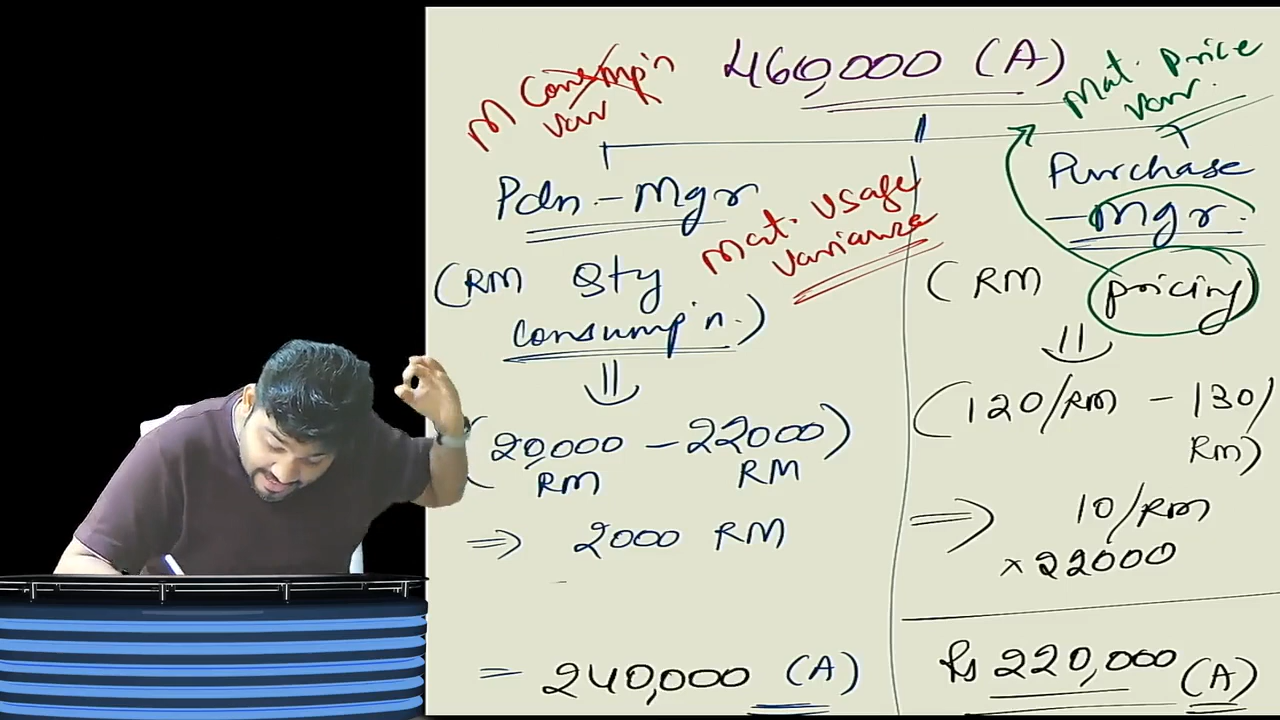 460,000 (A)
M Consmp'n
var
Mat. Price
Var.
Pdn.-Mgr
Purchase
-Mgr.
Mat. Usage
Variance
(RM Qty
consump'n.)
(RM pricing)
(20,000 - 22000)
RM RM
⇒ 2000 RM
= 240,000 (A)
(120/RM - 130/
RM)
⇒ 10/RM
× 22000
Rs 220,000 (A)